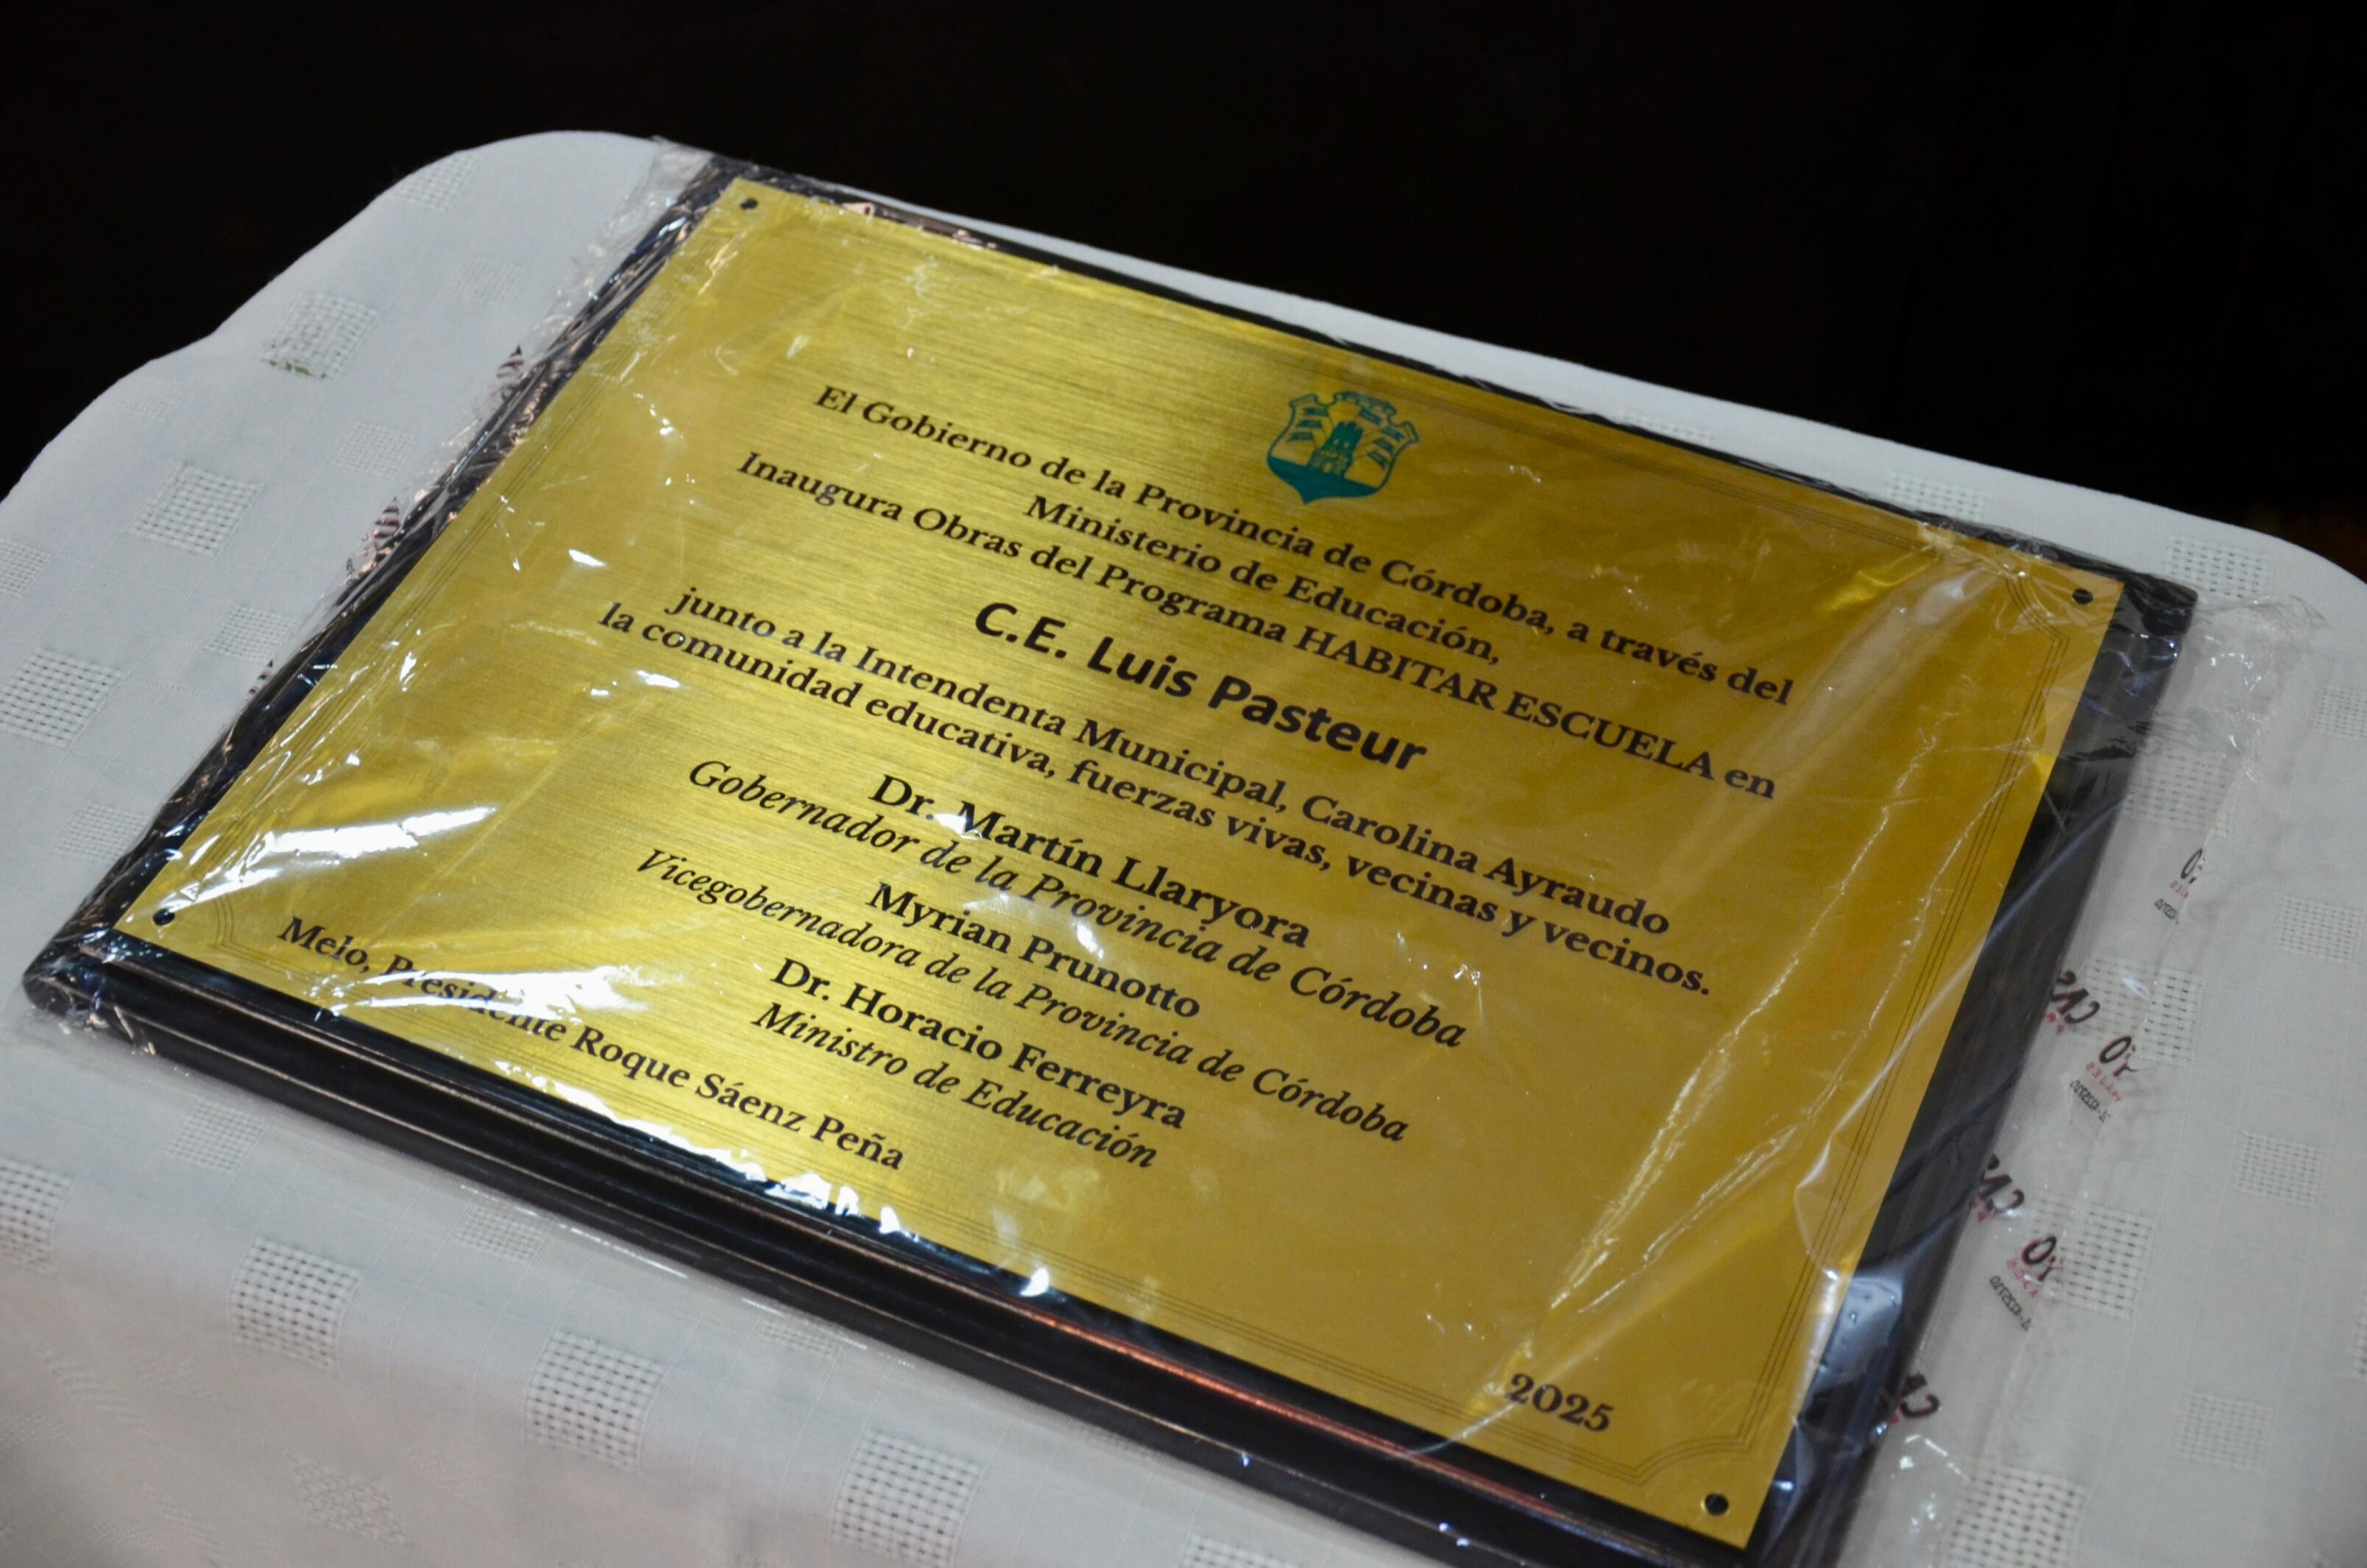 El Gobierno de la Provincia de Córdoba, a través del
Ministerio de Educación,
Inaugura Obras del Programa HABITAR ESCUELA en
C.E. Luis Pasteur
junto a la Intendenta Municipal, Carolina Ayraudo
la comunidad educativa, fuerzas vivas, vecinas y vecinos.
Dr. Martín Llaryora
Gobernador de la Provincia de Córdoba
Myrian Prunotto
Vicegobernadora de la Provincia de Córdoba
Dr. Horacio Ferreyra
Ministro de Educación
Melo, Presidente Roque Sáenz Peña
2025